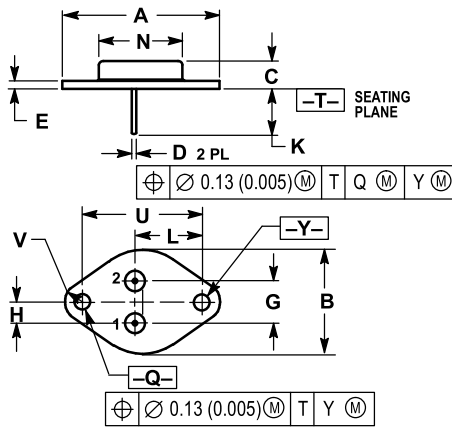 A
N
C
E
–T– SEATING
PLANE
K
D 2 PL
⌖ ∅ 0.13 (0.005) Ⓜ T Q Ⓜ Y Ⓜ
U
V
L
–Y–
2
H
G
B
1
–Q–
⌖ ∅ 0.13 (0.005) Ⓜ T Y Ⓜ